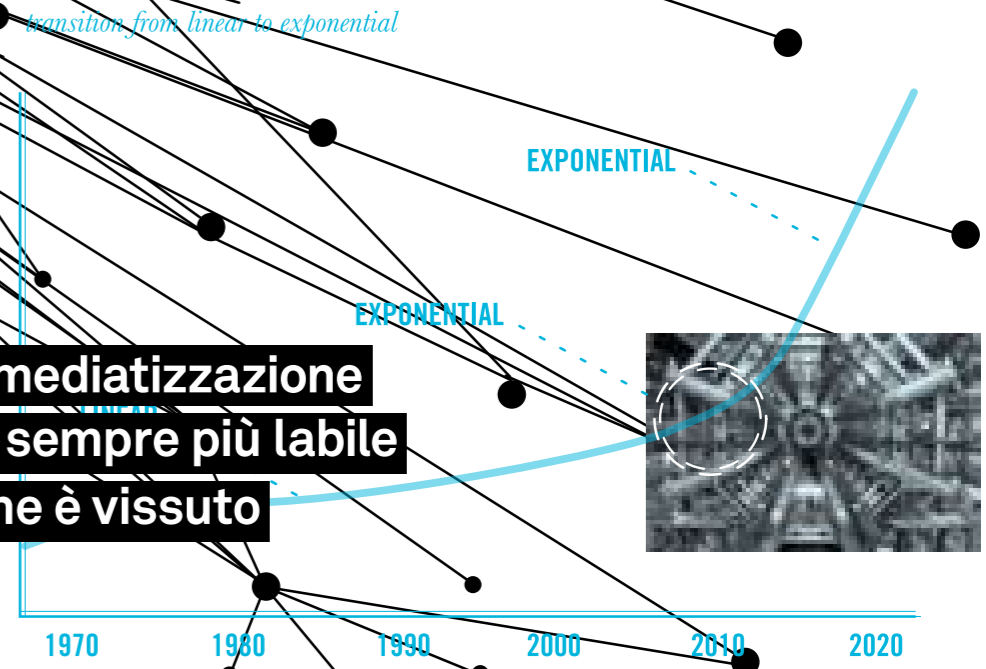 transition from linear to exponential
EXPONENTIAL
EXPONENTIAL
LINEAR
mediatizzazione
sempre più labile
ne è vissuto
1970 1980 1990 2000 2010 2020